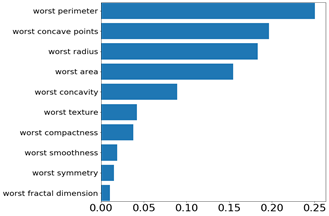 worst perimeter
worst concave points
worst radius
worst area
worst concavity
worst texture
worst compactness
worst smoothness
worst symmetry
worst fractal dimension
0.00 0.05 0.10 0.15 0.20 0.25